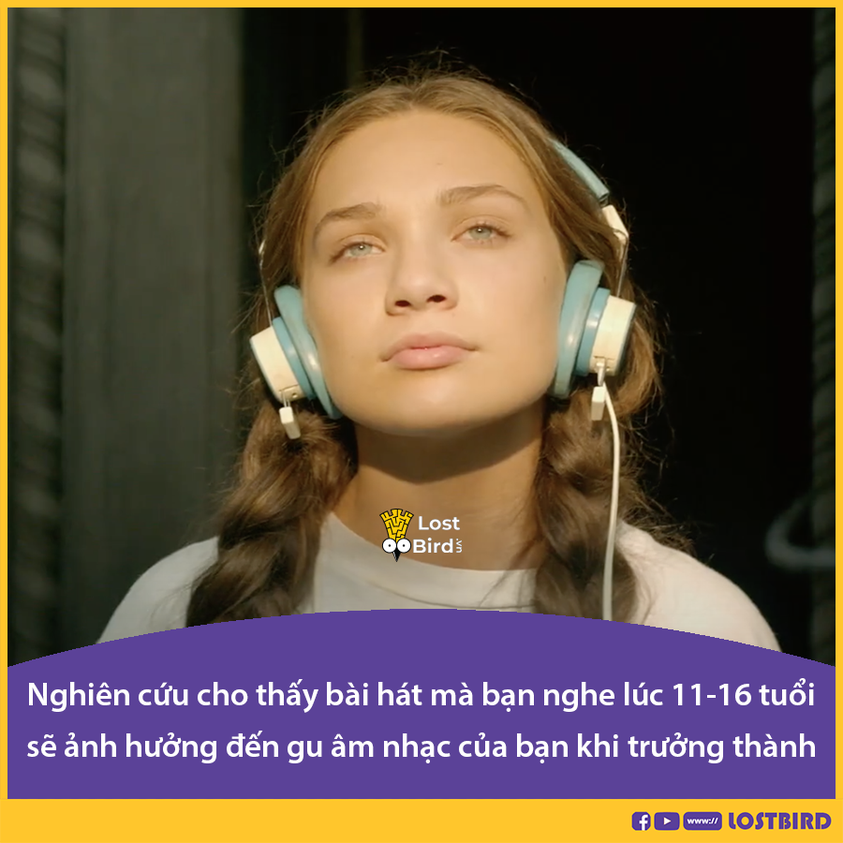 Lost
Bird.vn
Nghiên cứu cho thấy bài hát mà bạn nghe lúc 11-16 tuổi
sẽ ảnh hưởng đến gu âm nhạc của bạn khi trưởng thành
www:// LOSTBIRD